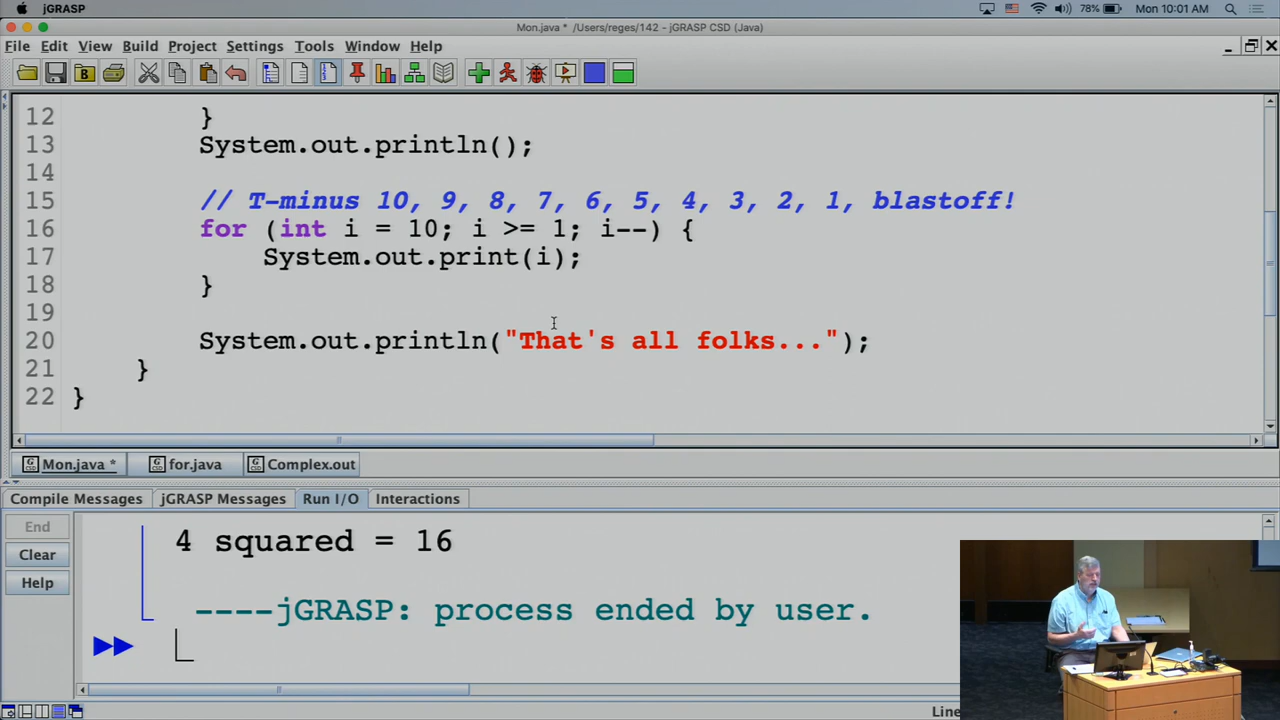 jGRASP
78%
Mon 10:01 AM
Mon.java * /Users/reges/142 - jGRASP CSD (Java)
File Edit View Build Project Settings Tools Window Help
B
12 }
13 System.out.println();
14
15 // T-minus 10, 9, 8, 7, 6, 5, 4, 3, 2, 1, blastoff!
16 for (int i = 10; i >= 1; i--) {
17 System.out.print(i);
18 }
19
20 System.out.println("That's all folks...");
21 }
22 }
Mon.java * for.java Complex.out
Compile Messages jGRASP Messages Run I/O Interactions
End
Clear
Help
4 squared = 16
----jGRASP: process ended by user.
Line